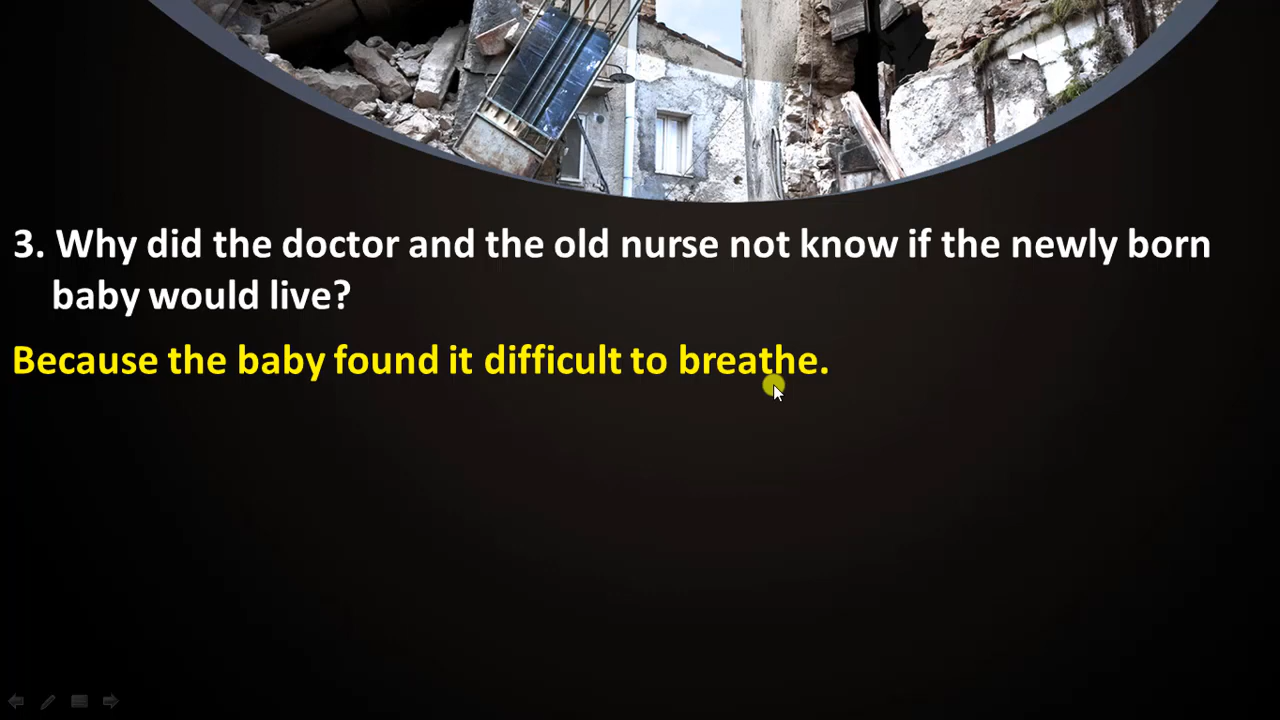 3. Why did the doctor and the old nurse not know if the newly born
baby would live?
Because the baby found it difficult to breathe.